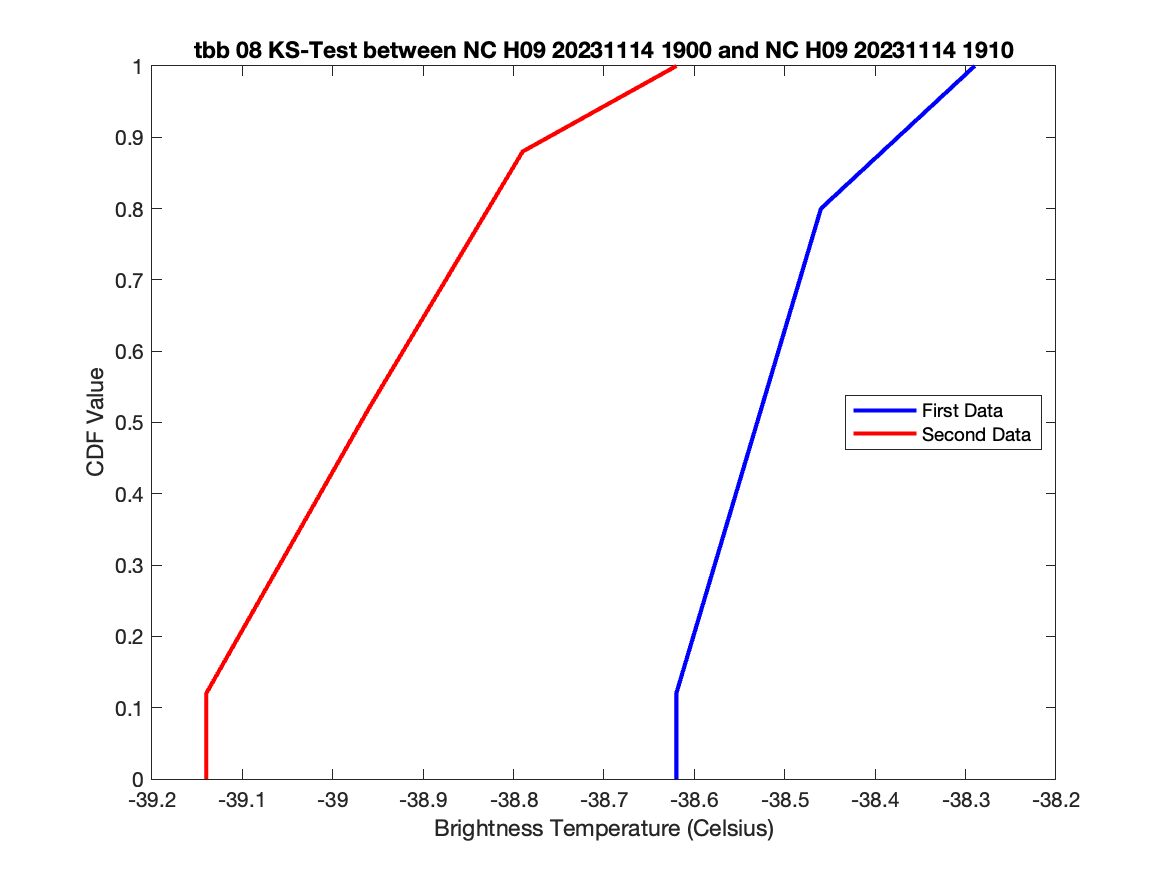 tbb 08 KS-Test between NC H09 20231114 1900 and NC H09 20231114 1910
1
0.9
0.8
0.7
0.6
0.5
0.4
0.3
0.2
0.1
0
CDF Value
First Data
Second Data
-39.2 -39.1 -39 -38.9 -38.8 -38.7 -38.6 -38.5 -38.4 -38.3 -38.2
Brightness Temperature (Celsius)